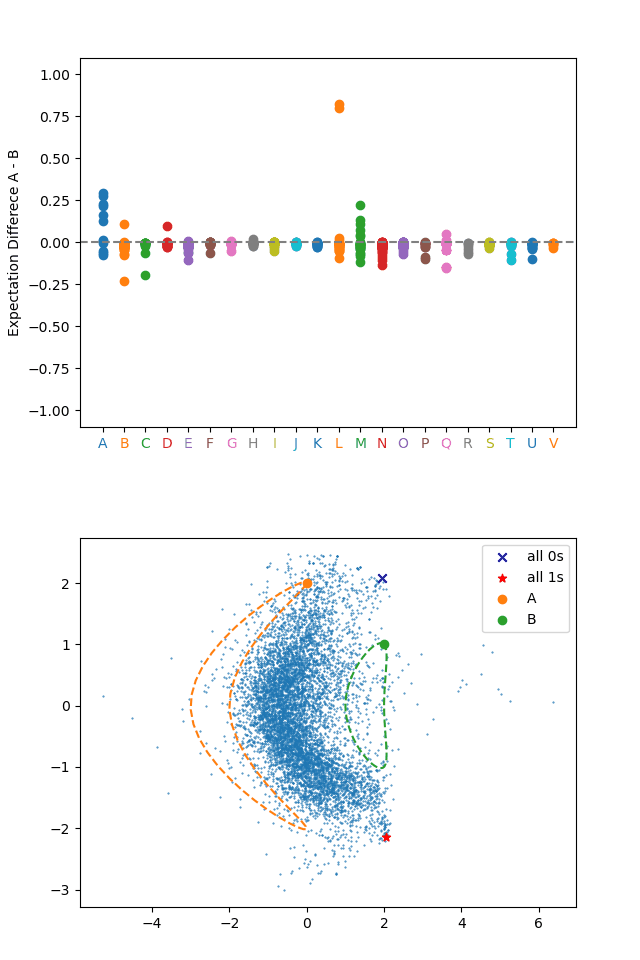 1.00
0.75
0.50
0.25
0.00
−0.25
−0.50
−0.75
−1.00
Expectation Differece A - B
A B C D E F G H I J K L M N O P Q R S T U V
all 0s
all 1s
A
B
2
1
0
−1
−2
−3
−4 −2 0 2 4 6